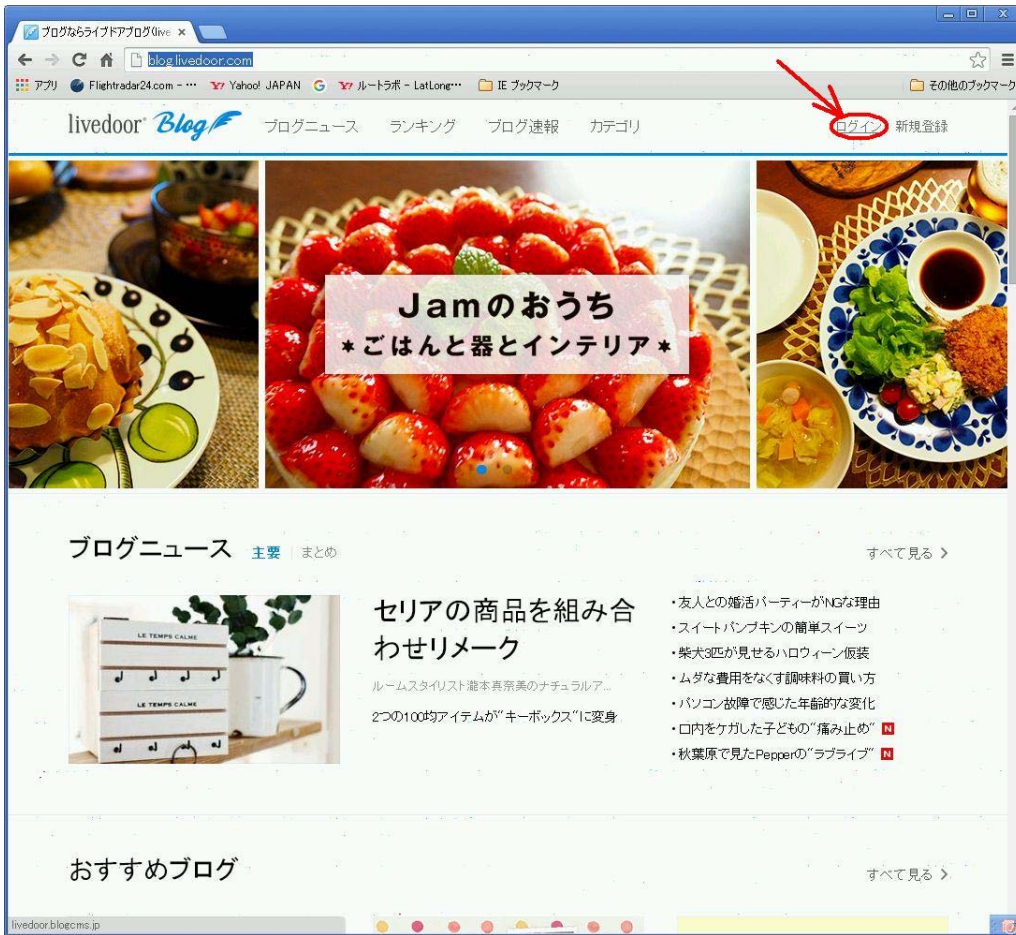 ブログならライブドアブログ(live
blog.livedoor.com
アプリ Flightradar24.com - … Yahoo! JAPAN ルートラボ - LatLong… IE ブックマーク その他のブックマーク
livedoor Blog ブログニュース ランキング ブログ速報 カテゴリ ログイン 新規登録
Jamのおうち
*ごはんと器とインテリア*
ブログニュース 主要 まとめ すべて見る
LE TEMPS CALME
LE TEMPS CALME
セリアの商品を組み合
わせリメーク
ルームスタイリスト瀧本真奈美のナチュラルア...
2つの100均アイテムが“キーボックス”に変身
・友人との婚活パーティーがNGな理由
・スイートパンプキンの簡単スイーツ
・柴犬3匹が見せるハロウィーン仮装
・ムダな費用をなくす調味料の買い方
・パソコン故障で感じた年齢的な変化
・口内をケガした子どもの“痛み止め” N
・秋葉原で見たPepperの“ラブライブ” N
おすすめブログ すべて見る
livedoor.blogcms.jp